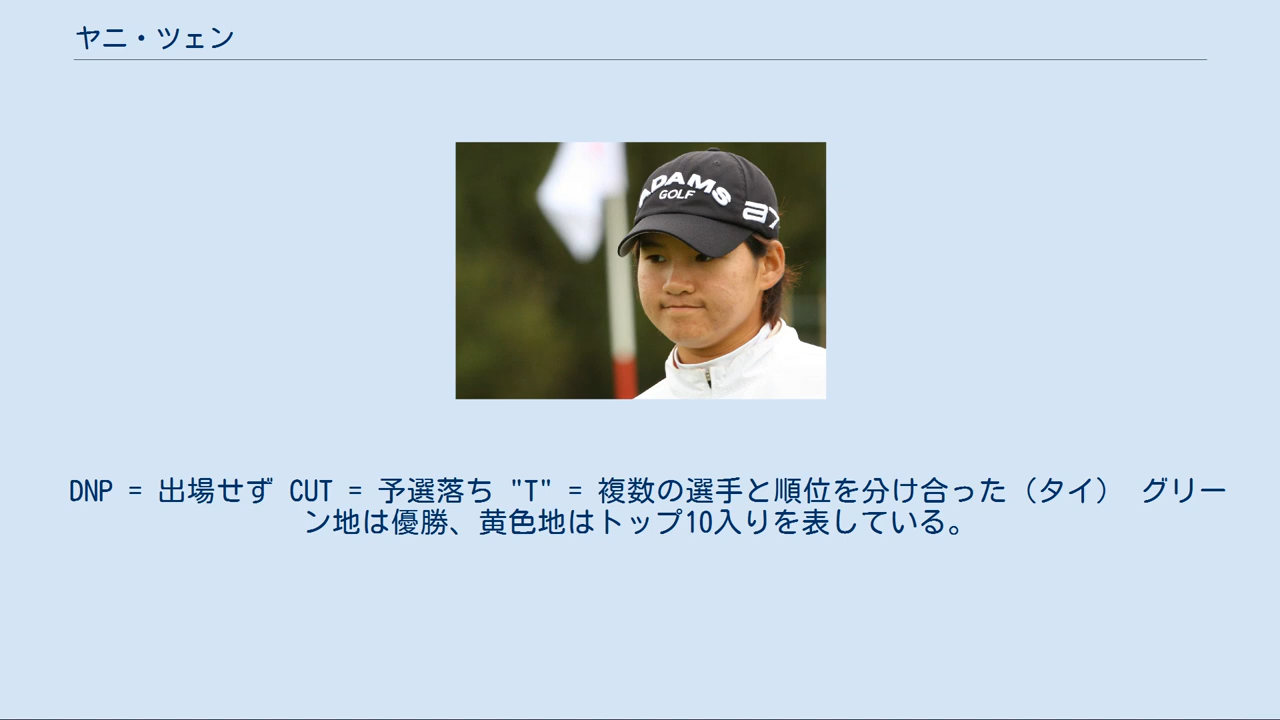 ヤニ・ツェン
ADAMS
GOLF
a7
DNP = 出場せず CUT = 予選落ち "T" = 複数の選手と順位を分け合った（タイ） グリー
ン地は優勝、黄色地はトップ10入りを表している。